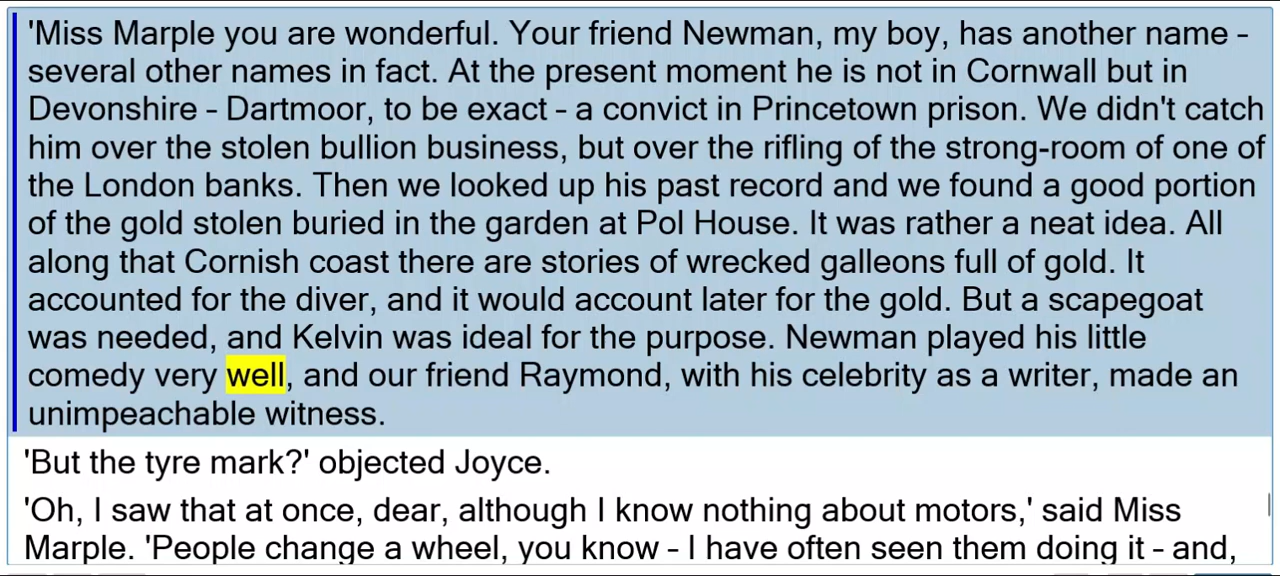 'Miss Marple you are wonderful. Your friend Newman, my boy, has another name –
several other names in fact. At the present moment he is not in Cornwall but in
Devonshire – Dartmoor, to be exact – a convict in Princetown prison. We didn't catch
him over the stolen bullion business, but over the rifling of the strong-room of one of
the London banks. Then we looked up his past record and we found a good portion
of the gold stolen buried in the garden at Pol House. It was rather a neat idea. All
along that Cornish coast there are stories of wrecked galleons full of gold. It
accounted for the diver, and it would account later for the gold. But a scapegoat
was needed, and Kelvin was ideal for the purpose. Newman played his little
comedy very well, and our friend Raymond, with his celebrity as a writer, made an
unimpeachable witness.
'But the tyre mark?' objected Joyce.
'Oh, I saw that at once, dear, although I know nothing about motors,' said Miss
Marple. 'People change a wheel, you know – I have often seen them doing it – and,